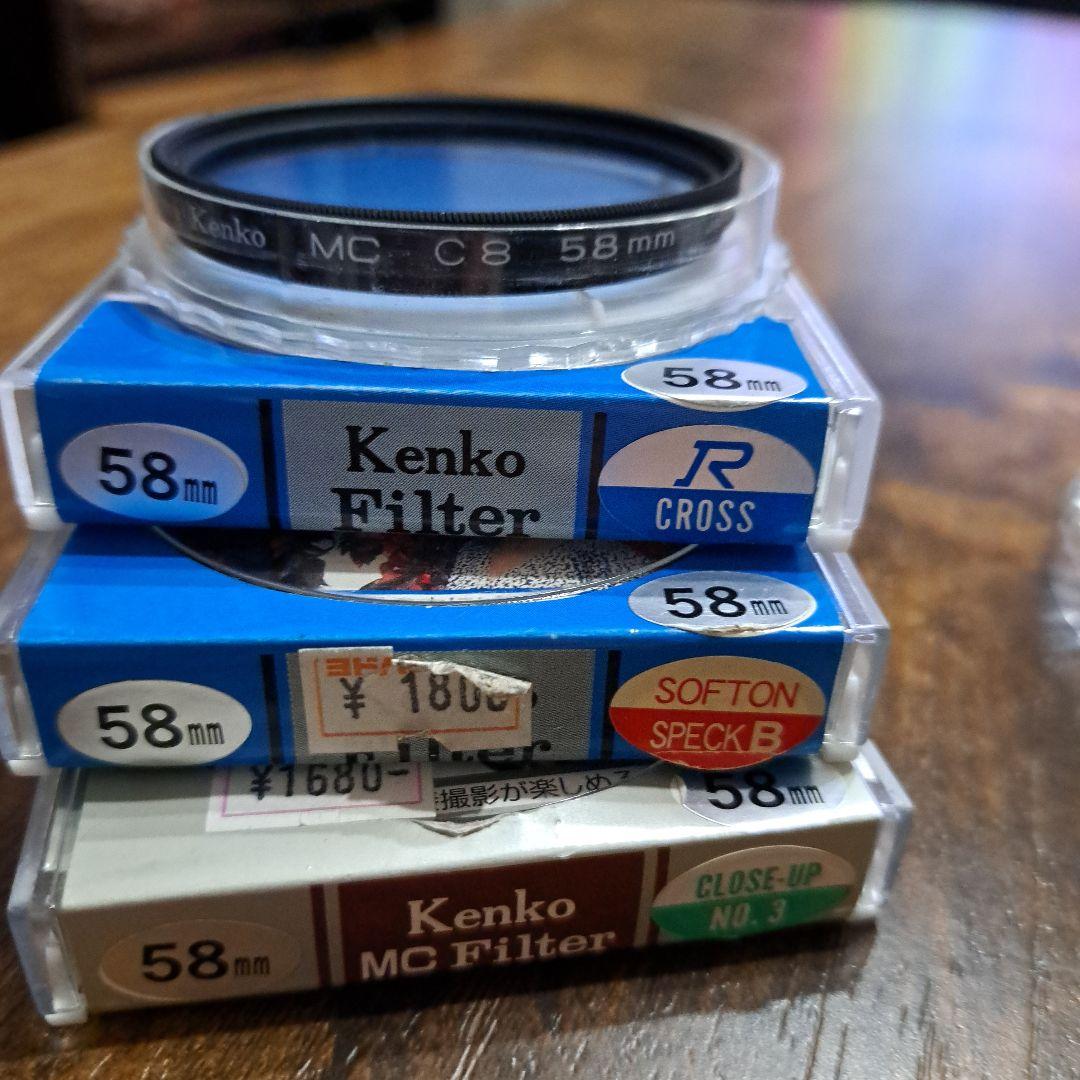 Kenko MC C8 58mm
58mm
58mm
Kenko
Filter
R
CROSS
58mm
58mm
ヨドバ
¥ 1800
Filter
SOFTON
SPECK B
¥1680-
撮影が楽しめ
58mm
58mm
Kenko
MC Filter
CLOSE-UP
NO. 3